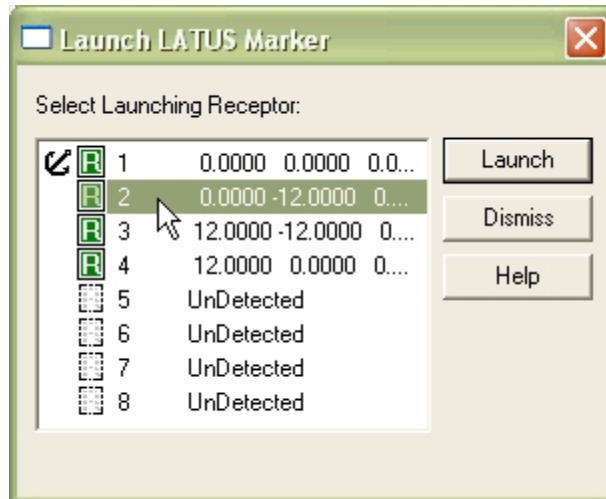 Launch LATUS Marker
Select Launching Receptor:
R 1 0.0000 0.0000 0.0...
R 2 0.0000 -12.0000 0....
R 3 12.0000 -12.0000 0....
R 4 12.0000 0.0000 0....
5 UnDetected
6 UnDetected
7 UnDetected
8 UnDetected
Launch
Dismiss
Help